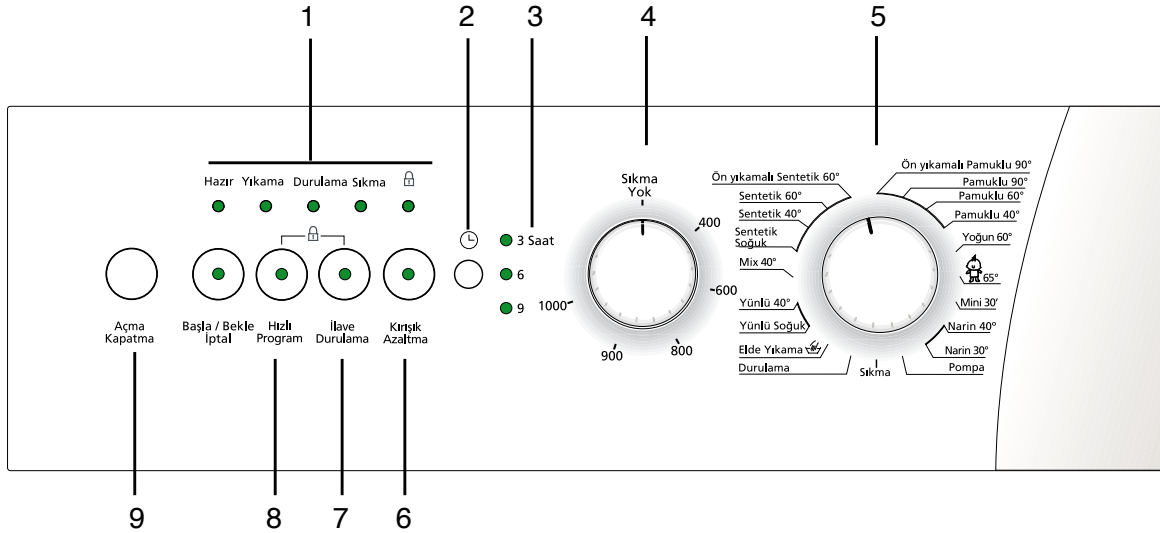 1
2
3
4
5
Hazır Yıkama Durulama Sıkma
3 Saat
6
9
Açma
Kapatma
Başla / Bekle
İptal
Hızlı
Program
İlave
Durulama
Kırışık
Azaltma
Sıkma
Yok
400
600
800
900
1000
Ön yıkamalı Sentetik 60°
Sentetik 60°
Sentetik 40°
Sentetik
Soğuk
Mix 40°
Yünlü 40°
Yünlü Soğuk
Elde Yıkama 30°
Durulama
Sıkma
Ön yıkamalı Pamuklu 90°
Pamuklu 90°
Pamuklu 60°
Pamuklu 40°
Yoğun 60°
65°
Mini 30'
Narin 40°
Narin 30°
Pompa
9
8
7
6